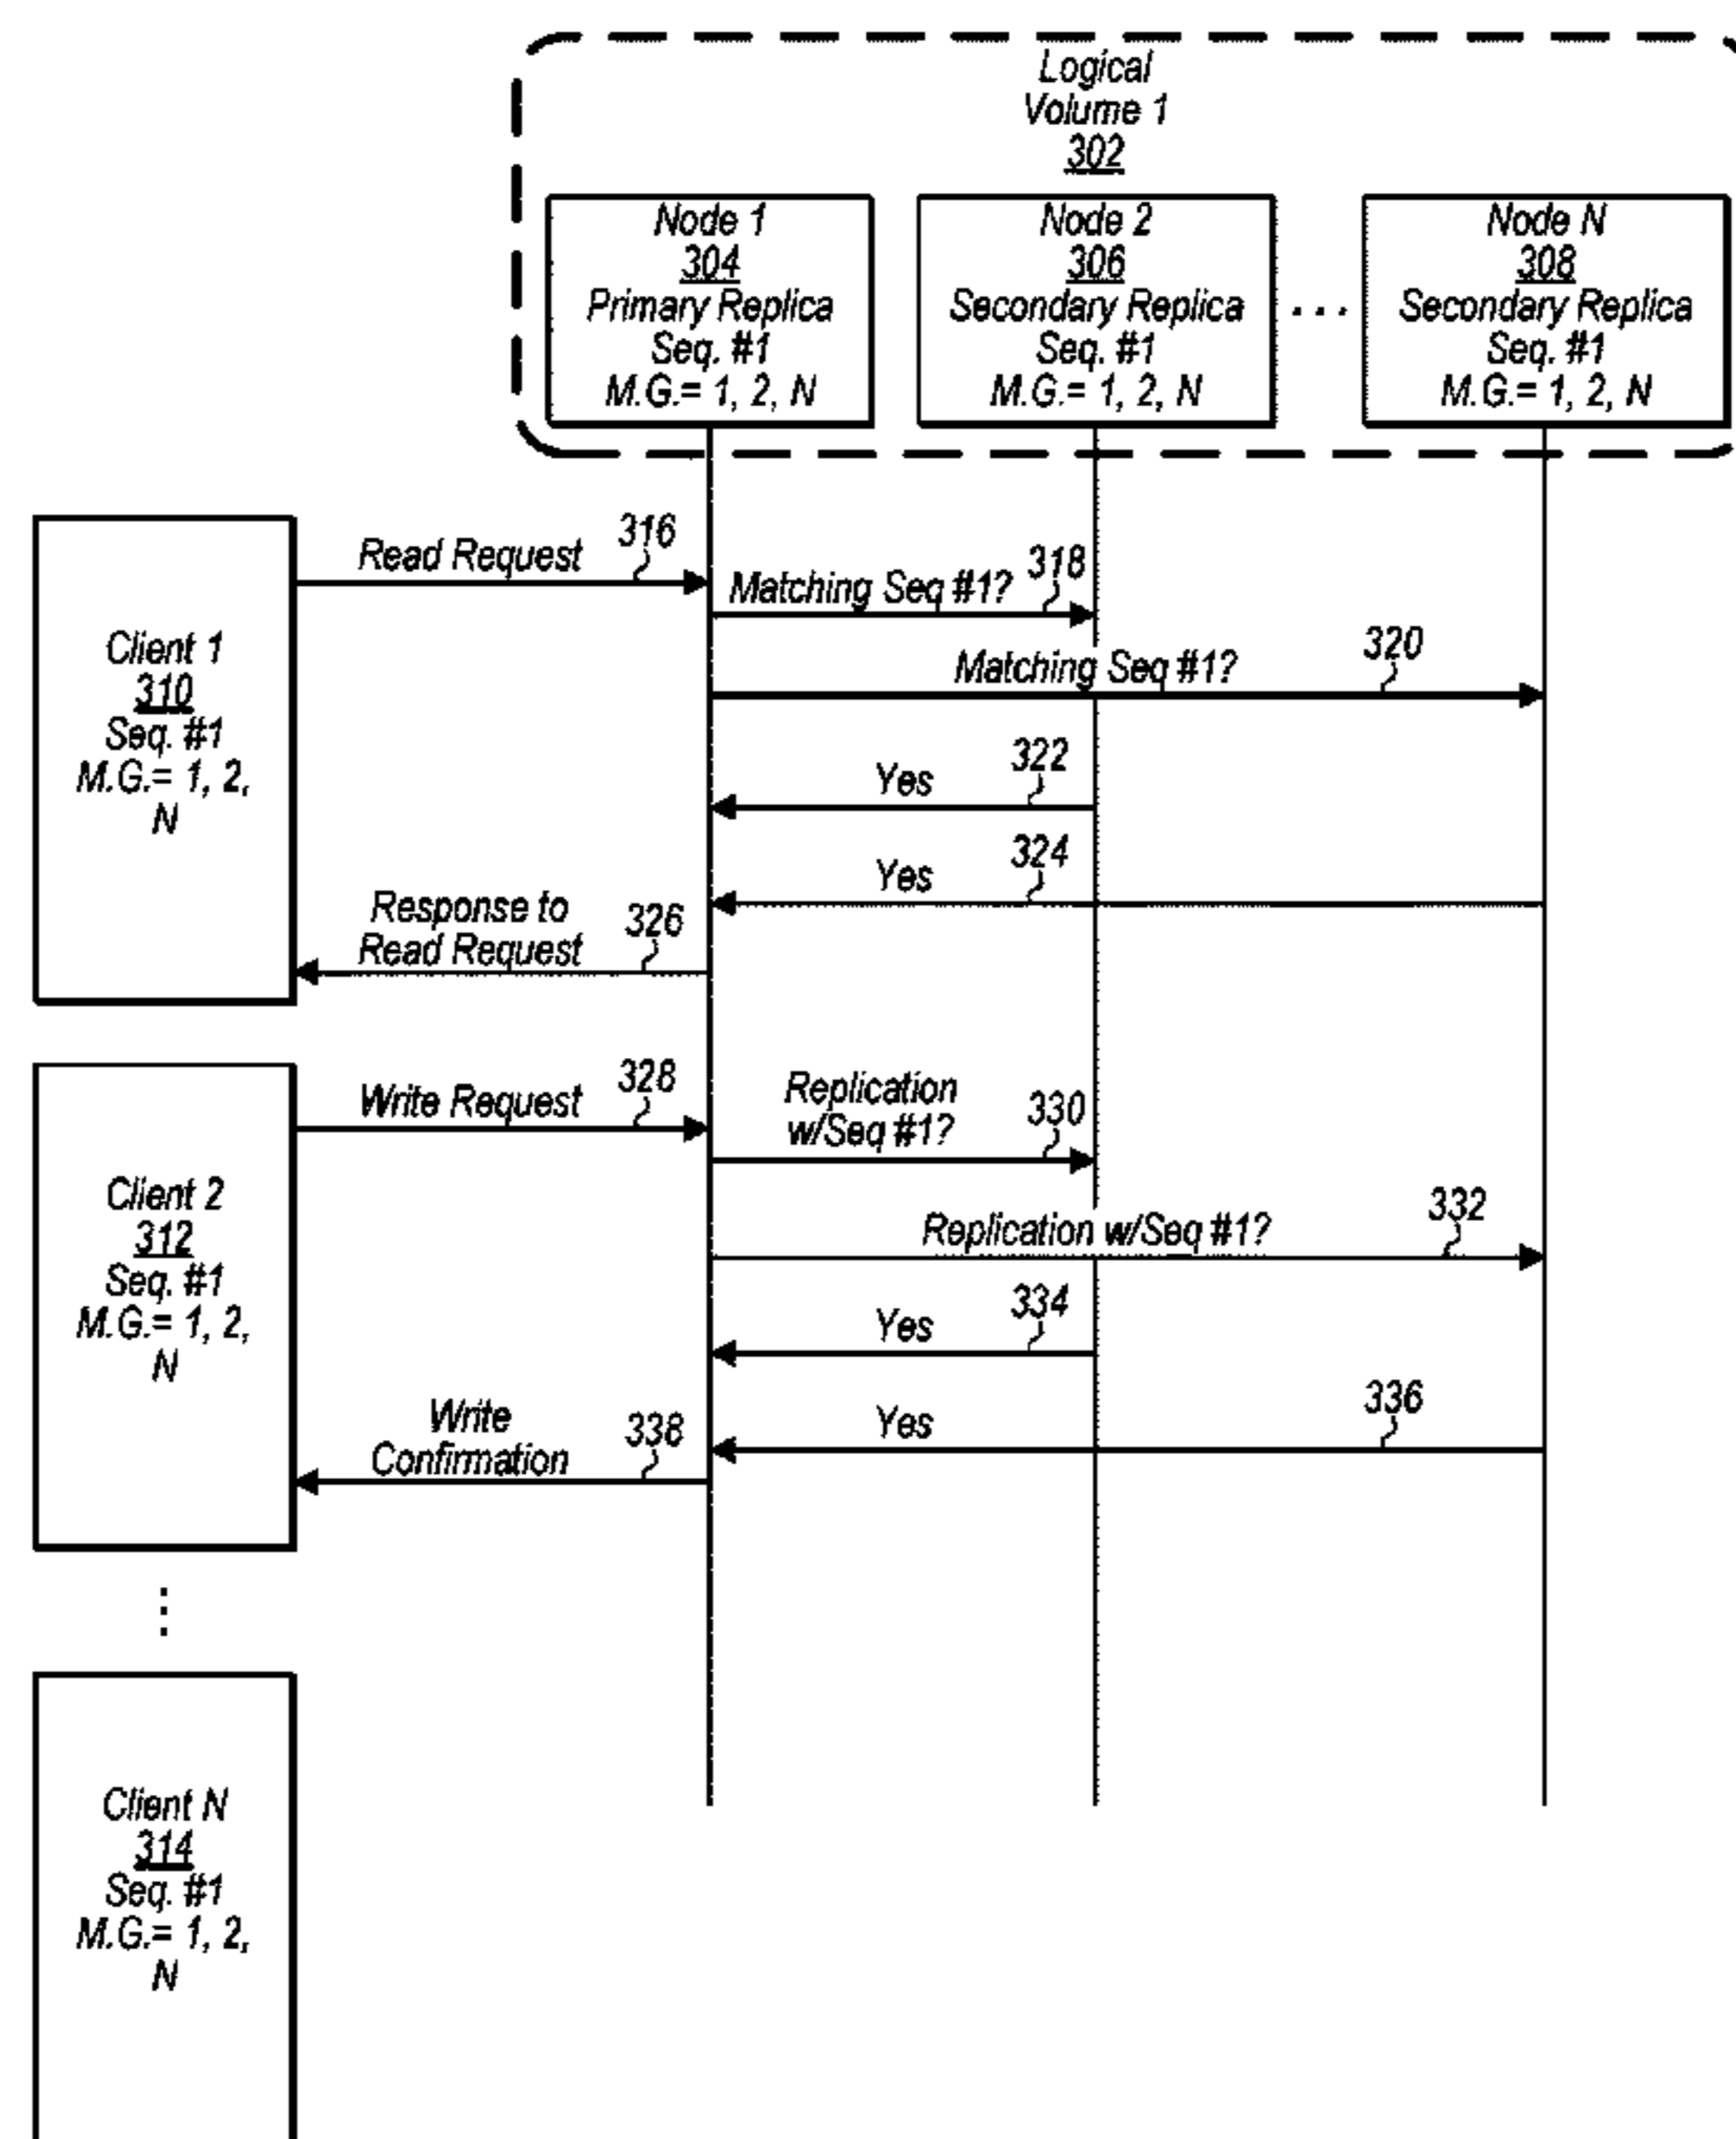 Logical
Volume 1
302
Node 1
304
Primary Replica
Seq. #1
M.G.= 1, 2, N
Node 2
306
Secondary Replica
Seq. #1
M.G.= 1, 2, N
...
Node N
308
Secondary Replica
Seq. #1
M.G.= 1, 2, N
Client 1
310
Seq. #1
M.G.= 1, 2,
N
Read Request
316
Matching Seq #1?
318
Matching Seq #1?
320
Yes
322
Yes
324
Response to
Read Request
326
Client 2
312
Seq. #1
M.G.= 1, 2,
N
Write Request
328
Replication
w/Seq #1?
330
Replication w/Seq #1?
332
Yes
334
Yes
336
Write
Confirmation
338
Client N
314
Seq. #1
M.G.= 1, 2,
N